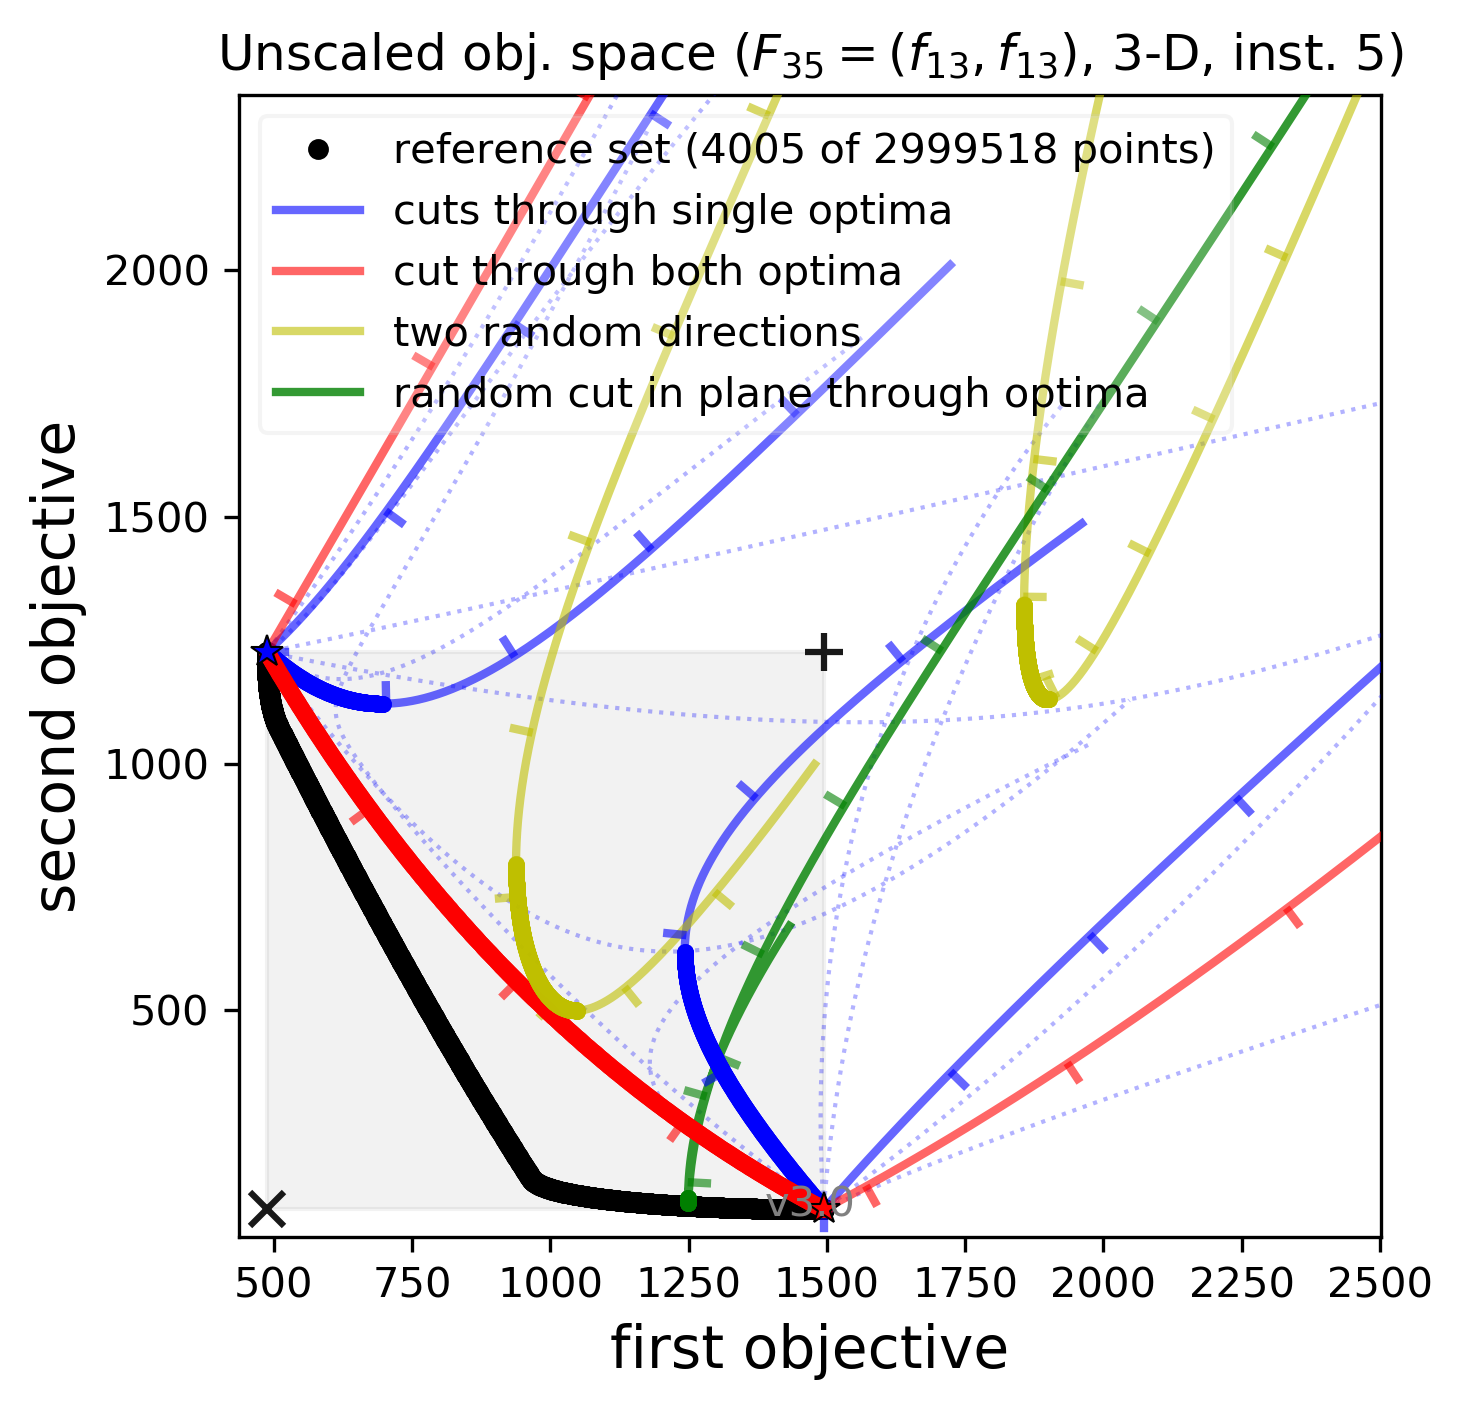 Unscaled obj. space (F₃₅ = (f₁₃, f₁₃), 3-D, inst. 5)
reference set (4005 of 2999518 points)
cuts through single optima
cut through both optima
two random directions
random cut in plane through optima
second objective
2000
1500
1000
500
v3.0
500 750 1000 1250 1500 1750 2000 2250 2500
first objective